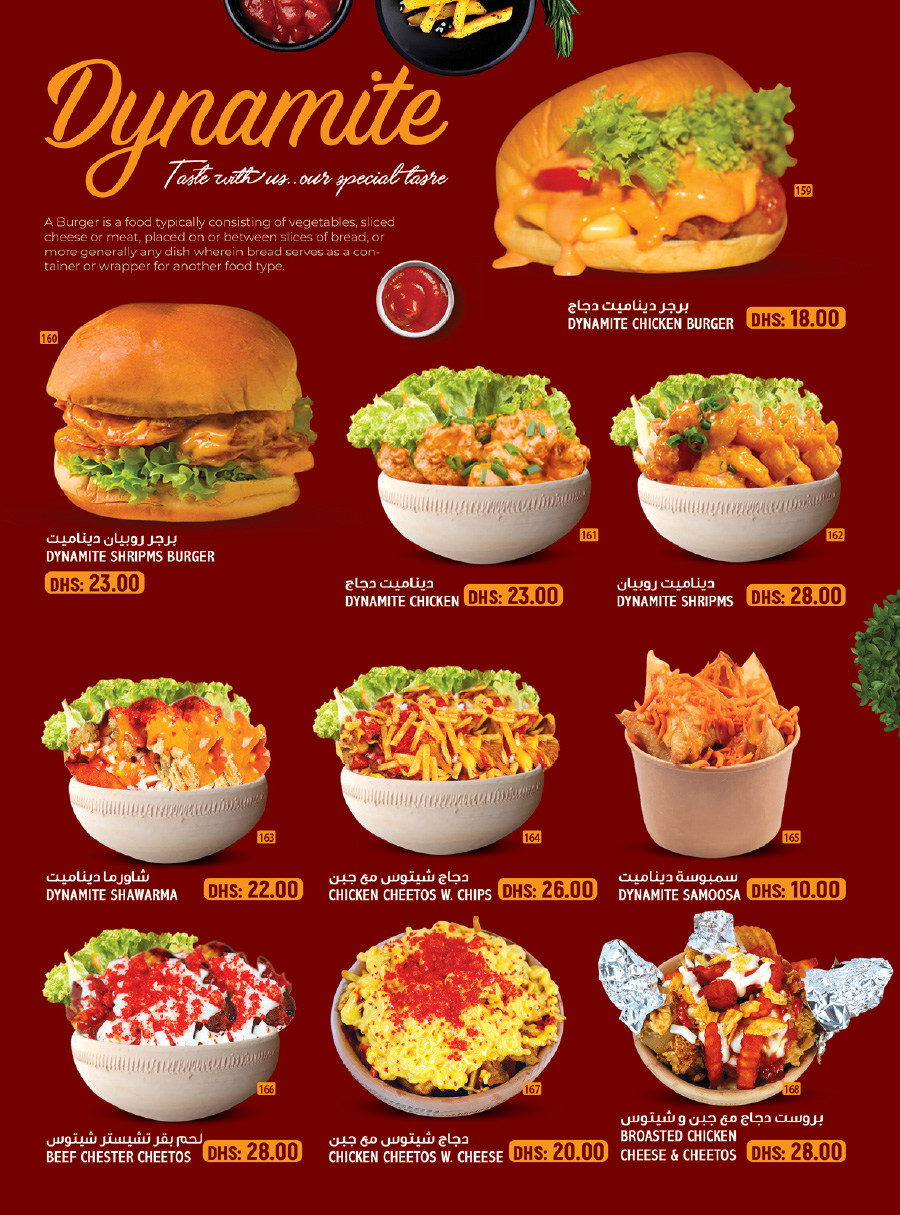 Dynamite
Taste with us..our special tasre
A Burger is a food typically consisting of vegetables, sliced
cheese or meat, placed on or between slices of bread, or
more generally any dish wherein bread serves as a con-
tainer or wrapper for another food type.
159
برجر ديناميت دجاج
DYNAMITE CHICKEN BURGER
DHS: 18.00
160
برجر روبيان ديناميت
DYNAMITE SHRIPMS BURGER
DHS: 23.00
161
ديناميت دجاج
DYNAMITE CHICKEN
DHS: 23.00
162
ديناميت روبيان
DYNAMITE SHRIPMS
DHS: 28.00
163
شاورما ديناميت
DYNAMITE SHAWARMA
DHS: 22.00
164
دجاج شيتوس مع جبن
CHICKEN CHEETOS W. CHIPS
DHS: 26.00
165
سمبوسة ديناميت
DYNAMITE SAMOOSA
DHS: 10.00
166
لحم بقر تشيستر شيتوس
BEEF CHESTER CHEETOS
DHS: 28.00
167
دجاج شيتوس مع جبن
CHICKEN CHEETOS W. CHEESE
DHS: 20.00
168
بروست دجاج مع جبن و شيتوس
BROASTED CHICKEN
CHEESE & CHEETOS
DHS: 28.00